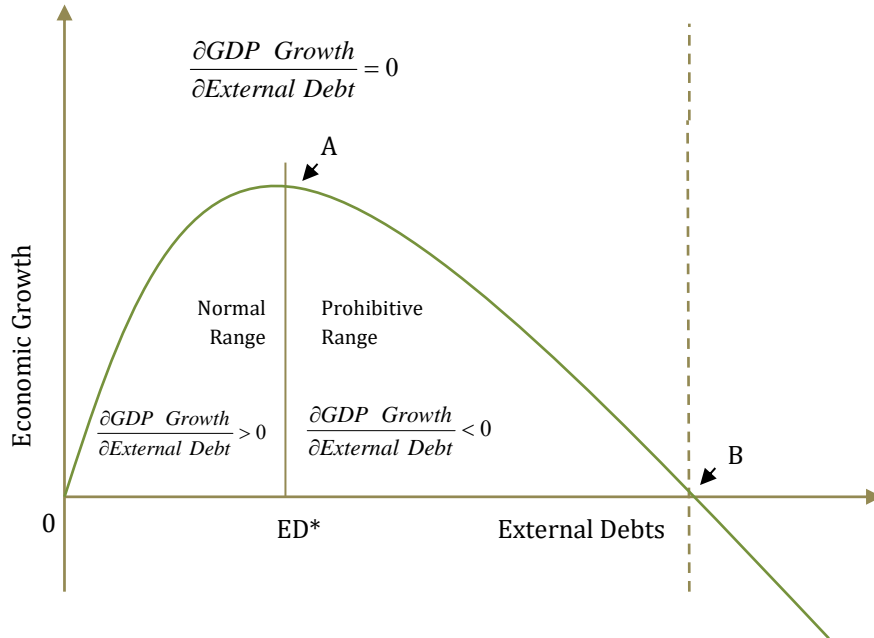 ∂GDP Growth
∂External Debt = 0
A
Economic Growth
Normal
Range
Prohibitive
Range
∂GDP Growth
∂External Debt > 0
∂GDP Growth
∂External Debt < 0
B
0
ED*
External Debts